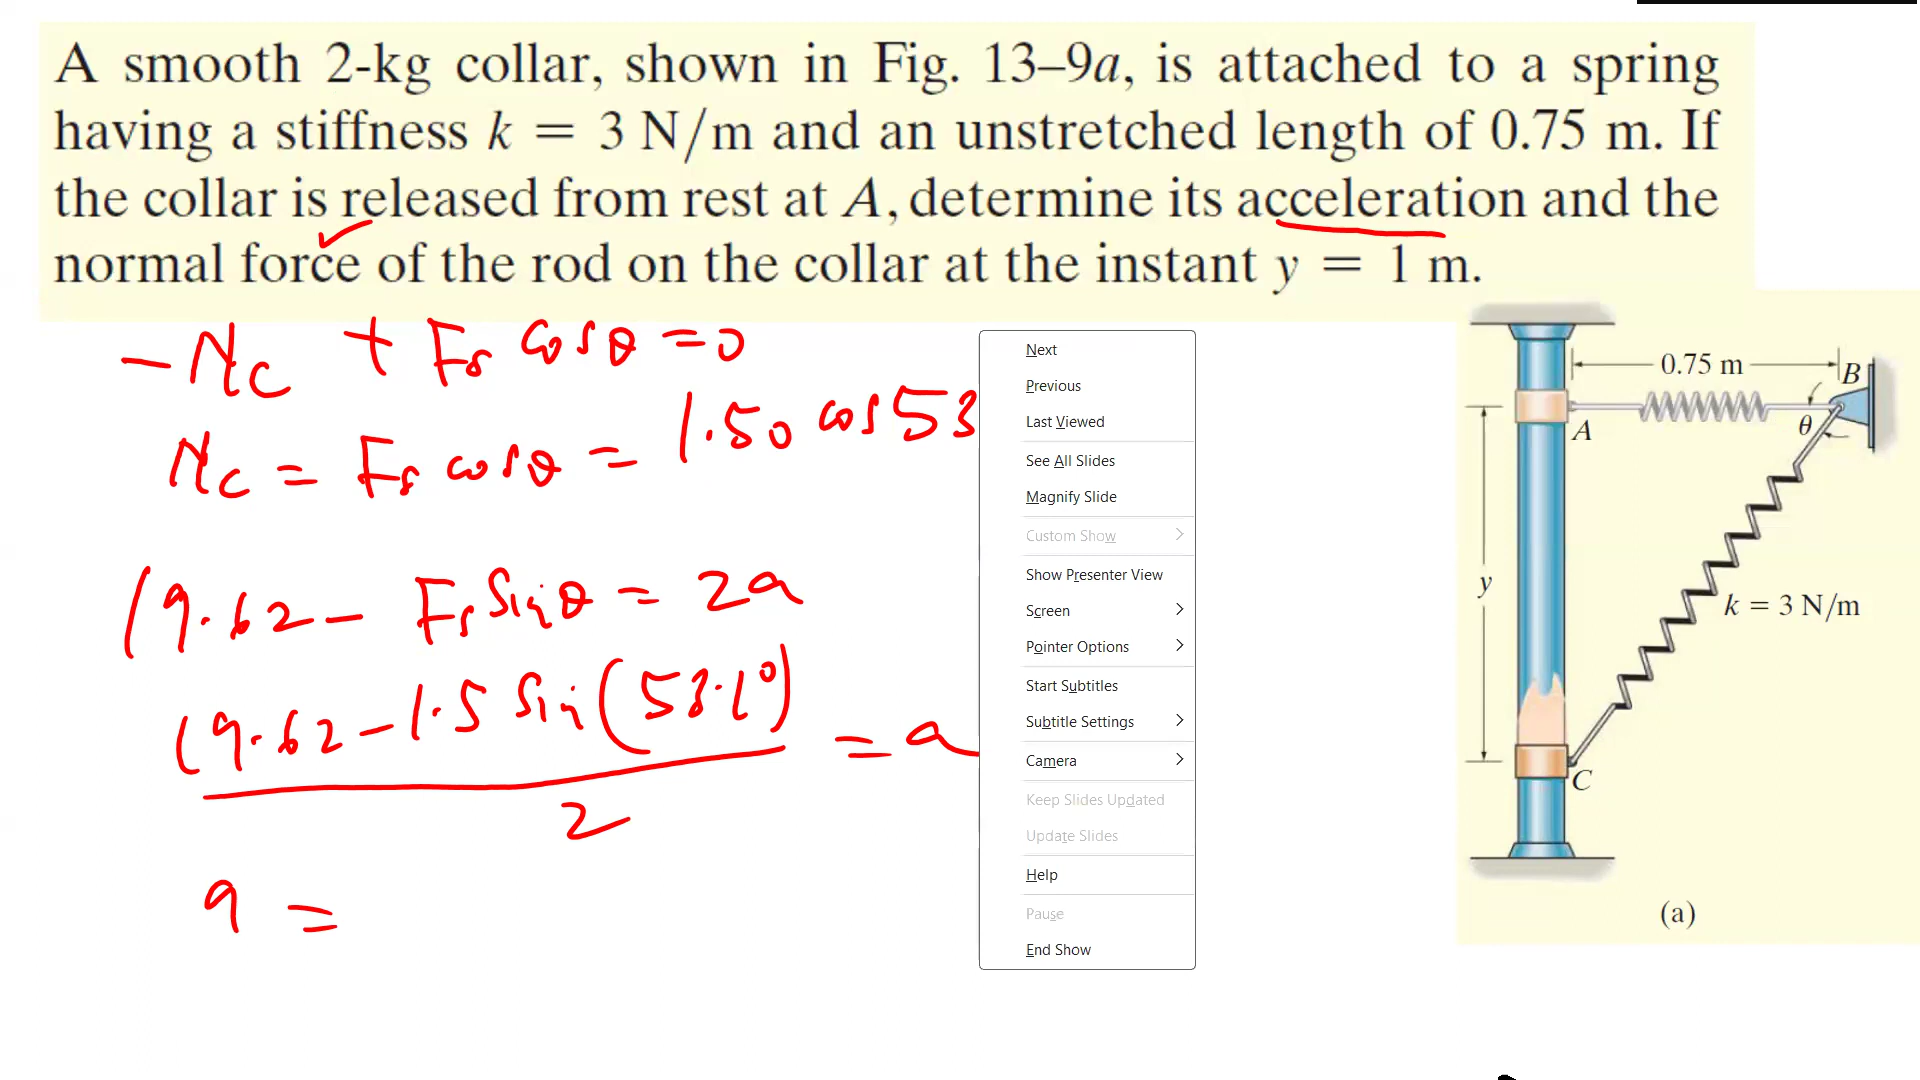 A smooth 2-kg collar, shown in Fig. 13–9a, is attached to a spring
having a stiffness k = 3 N/m and an unstretched length of 0.75 m. If
the collar is released from rest at A, determine its acceleration and the
normal force of the rod on the collar at the instant y = 1 m.
- Nc + Fs cosθ = 0
Nc = Fs cosθ = 1.50 cos 53
19.62 - Fs sinθ = 2a
19.62 - 1.5 sin(53.1°) = a
2
a =
Next
Previous
Last Viewed
See All Slides
Magnify Slide
Custom Show
Show Presenter View
Screen
Pointer Options
Start Subtitles
Subtitle Settings
Camera
Keep Slides Updated
Update Slides
Help
Pause
End Show
0.75 m
B
A
θ
y
k = 3 N/m
C
(a)